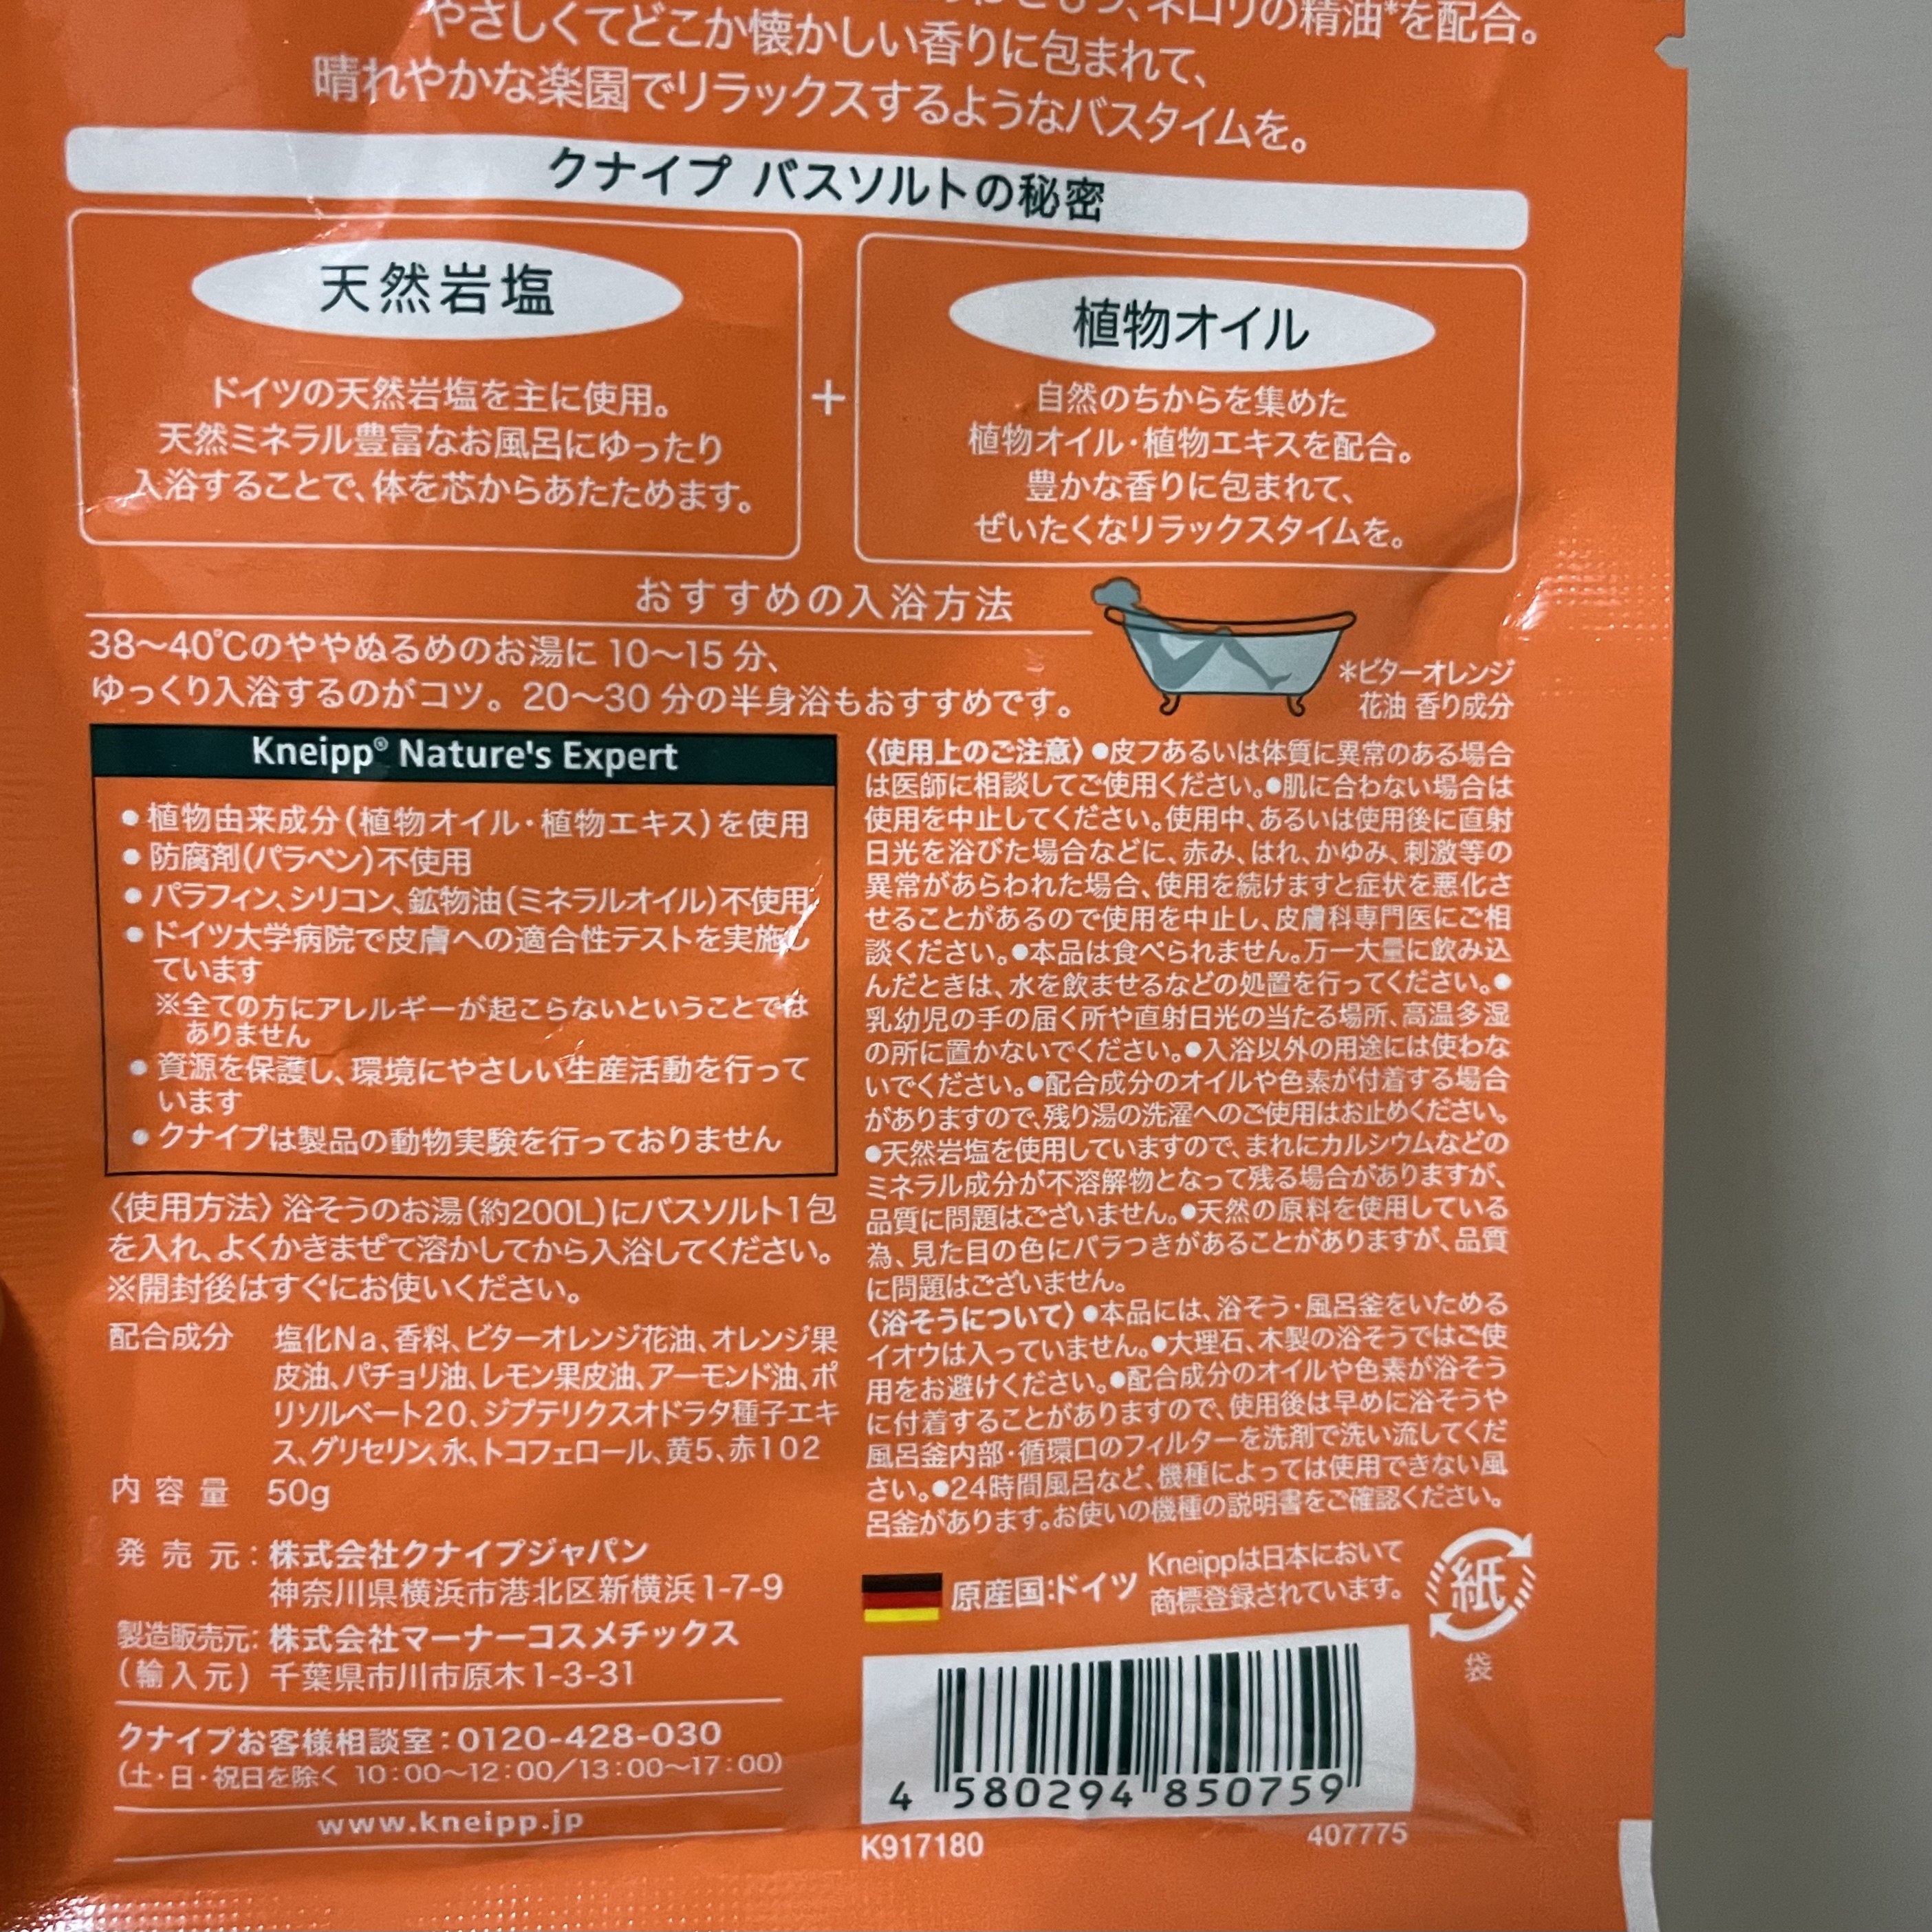 ネロリの精油*を配合。
やさしくてどこか懐かしい香りに包まれて、
晴れやかな楽園でリラックスするようなバスタイムを。
クナイプ バスソルトの秘密
天然岩塩
ドイツの天然岩塩を主に使用。
天然ミネラル豊富なお風呂にゆったり
入浴することで、体を芯からあたためます。
+
植物オイル
自然のちからを集めた
植物オイル・植物エキスを配合。
豊かな香りに包まれて、
ぜいたくなリラックスタイムを。
おすすめの入浴方法
38〜40℃のややぬるめのお湯に 10〜15 分、
ゆっくり入浴するのがコツ。20〜30 分の半身浴もおすすめです。
*ビターオレンジ
花油 香り成分
Kneipp® Nature's Expert
●植物由来成分(植物オイル・植物エキス)を使用
●防腐剤(パラベン)不使用
●パラフィン、シリコン、鉱物油(ミネラルオイル)不使用
●ドイツ大学病院で皮膚への適合性テストを実施し
ています
※全ての方にアレルギーが起こらないということでは
ありません
●資源を保護し、環境にやさしい生産活動を行って
います
●クナイプは製品の動物実験を行っておりません
〈使用方法〉浴そうのお湯(約200L)にバスソルト1包
を入れ、よくかきまぜて溶かしてから入浴してください。
※開封後はすぐにお使いください。
配合成分 塩化Na、香料、ビターオレンジ花油、オレンジ果
皮油、パチョリ油、レモン果皮油、アーモンド油、ポ
リソルベート20、ジプテリクスオドラタ種子エキ
ス、グリセリン、水、トコフェロール、黄5、赤102
内容量 50g
発売元:株式会社クナイプジャパン
神奈川県横浜市港北区新横浜1-7-9
製造販売元:株式会社マーナーコスメチックス
(輸入元) 千葉県市川市原木1-3-31
クナイプお客様相談室:0120-428-030
(土・日・祝日を除く 10:00〜12:00/13:00〜17:00)
www.kneipp.jp
〈使用上のご注意〉●皮フあるいは体質に異常のある場合
は医師に相談してご使用ください。●肌に合わない場合は
使用を中止してください。使用中、あるいは使用後に直射
日光を浴びた場合などに、赤み、はれ、かゆみ、刺激等の
異常があらわれた場合、使用を続けますと症状を悪化さ
せることがあるので使用を中止し、皮膚科専門医にご相
談ください。●本品は食べられません。万一大量に飲み込
んだときは、水を飲ませるなどの処置を行ってください。●
乳幼児の手の届く所や直射日光の当たる場所、高温多湿
の所に置かないでください。●入浴以外の用途には使わな
いでください。●配合成分のオイルや色素が付着する場合
がありますので、残り湯の洗濯へのご使用はお止めください。
●天然岩塩を使用していますので、まれにカルシウムなどの
ミネラル成分が不溶解物となって残る場合がありますが、
品質に問題はございません。●天然の原料を使用している
為、見た目の色にバラつきがあることがありますが、品質
に問題はございません。
〈浴そうについて〉●本品には、浴そう・風呂釜をいためる
イオウは入っていません。●大理石、木製の浴そうではご使
用をお避けください。●配合成分のオイルや色素が浴そう
に付着することがありますので、使用後は早めに浴そうや
風呂釜内部・循環口のフィルターを洗剤で洗い流してくだ
さい。●24時間風呂など、機種によっては使用できない風
呂釜があります。お使いの機種の説明書をご確認ください。
原産国:ドイツ
Kneippは日本において
商標登録されています。
紙
袋
4 580294 850759
K917180
407775